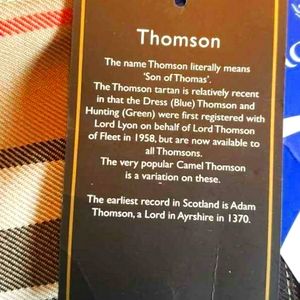 Thomson
The name Thomson literally means
'Son of Thomas'.
The Thomson tartan is relatively recent
in that the Dress (Blue) Thomson and
Hunting (Green) were first registered with
Lord Lyon on behalf of Lord Thomson
of Fleet in 1958, but are now available to
all Thomsons.
The very popular Camel Thomson
is a variation on these.
The earliest record in Scotland is Adam
Thomson, a Lord in Ayrshire in 1370.